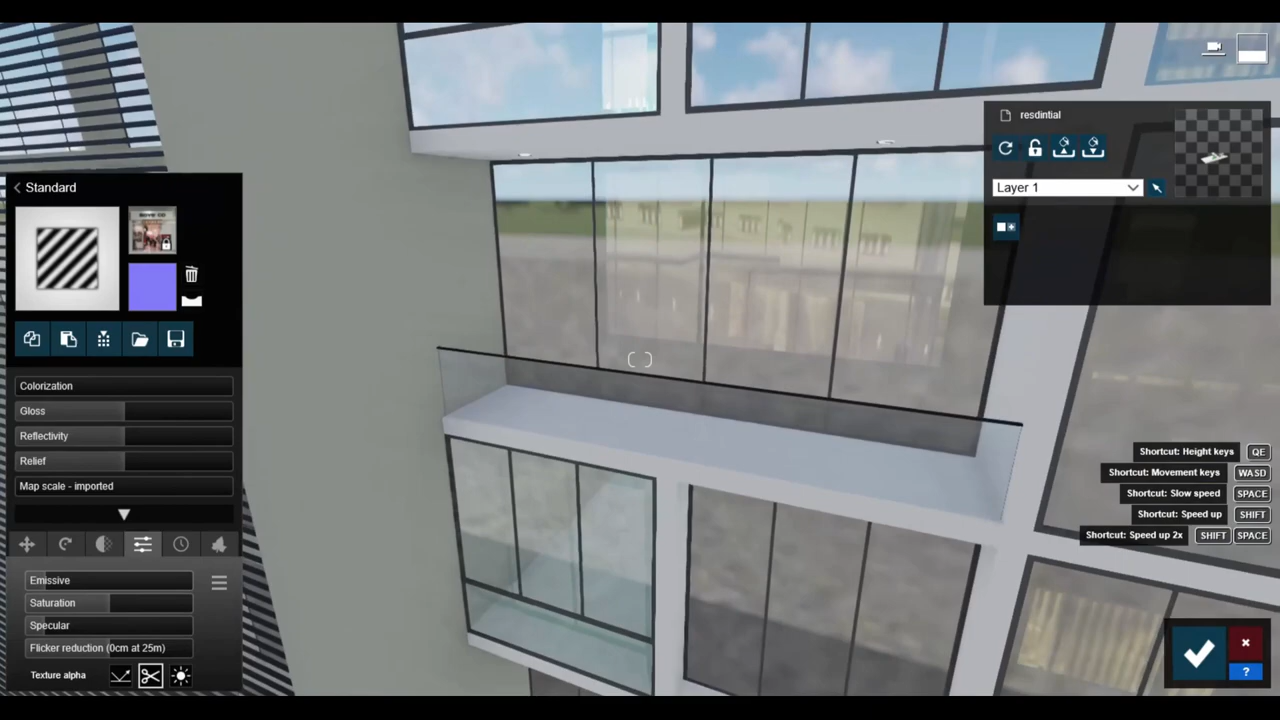 resdintial
Layer 1
Standard
Colorization
Gloss
Reflectivity
Relief
Map scale - imported
Emissive
Saturation
Specular
Flicker reduction (0cm at 25m)
Texture alpha
Shortcut: Height keys QE
Shortcut: Movement keys WASD
Shortcut: Slow speed SPACE
Shortcut: Speed up SHIFT
Shortcut: Speed up 2x SHIFT SPACE
?